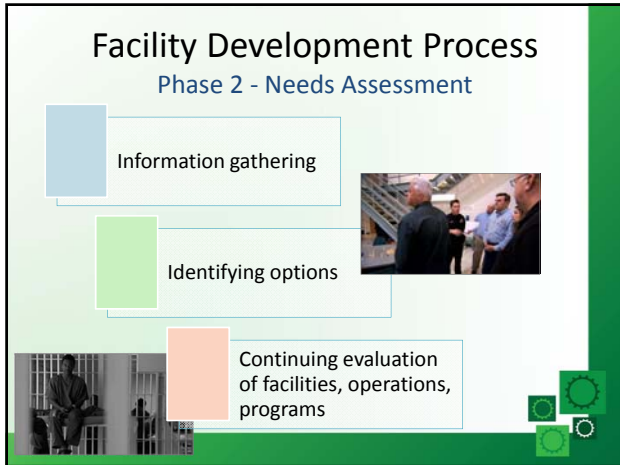 Facility Development Process
Phase 2 - Needs Assessment
Information gathering
Identifying options
Continuing evaluation
of facilities, operations,
programs